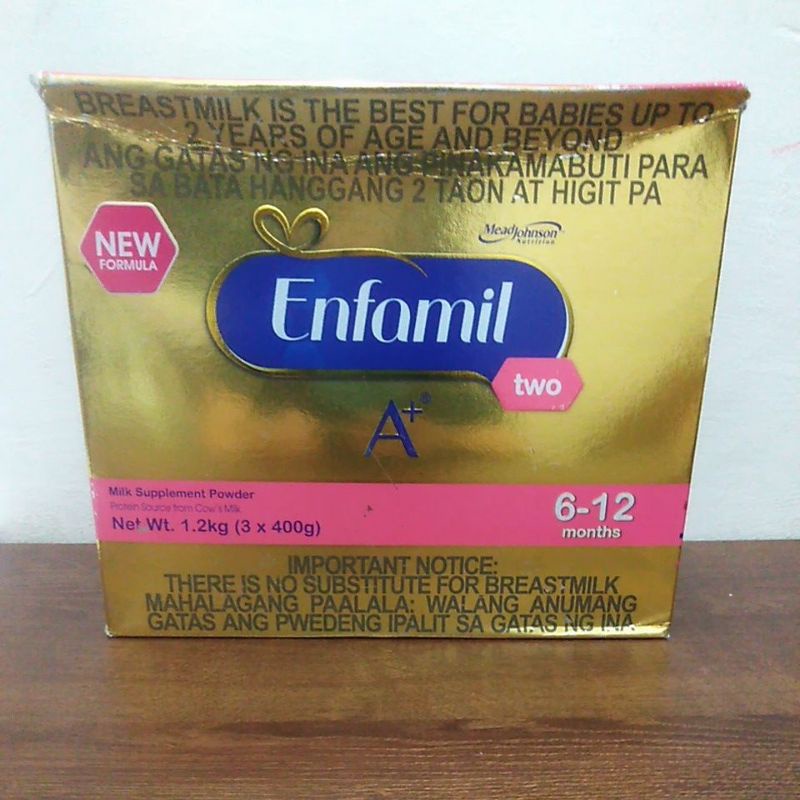 BREASTMILK IS THE BEST FOR BABIES UP TO
2 YEARS OF AGE AND BEYOND
ANG GATAS NG INA ANG PINAKAMABUTI PARA
SA BATA HANGGANG 2 TAON AT HIGIT PA
NEW
FORMULA
MeadJohnson
Nutrition
Enfamil
two
A+®
Milk Supplement Powder
Protein Source from Cow's Milk
Net Wt. 1.2kg (3 x 400g)
6-12
months
IMPORTANT NOTICE:
THERE IS NO SUBSTITUTE FOR BREASTMILK
MAHALAGANG PAALALA: WALANG ANUMANG
GATAS ANG PWEDENG IPALIT SA GATAS NG INA